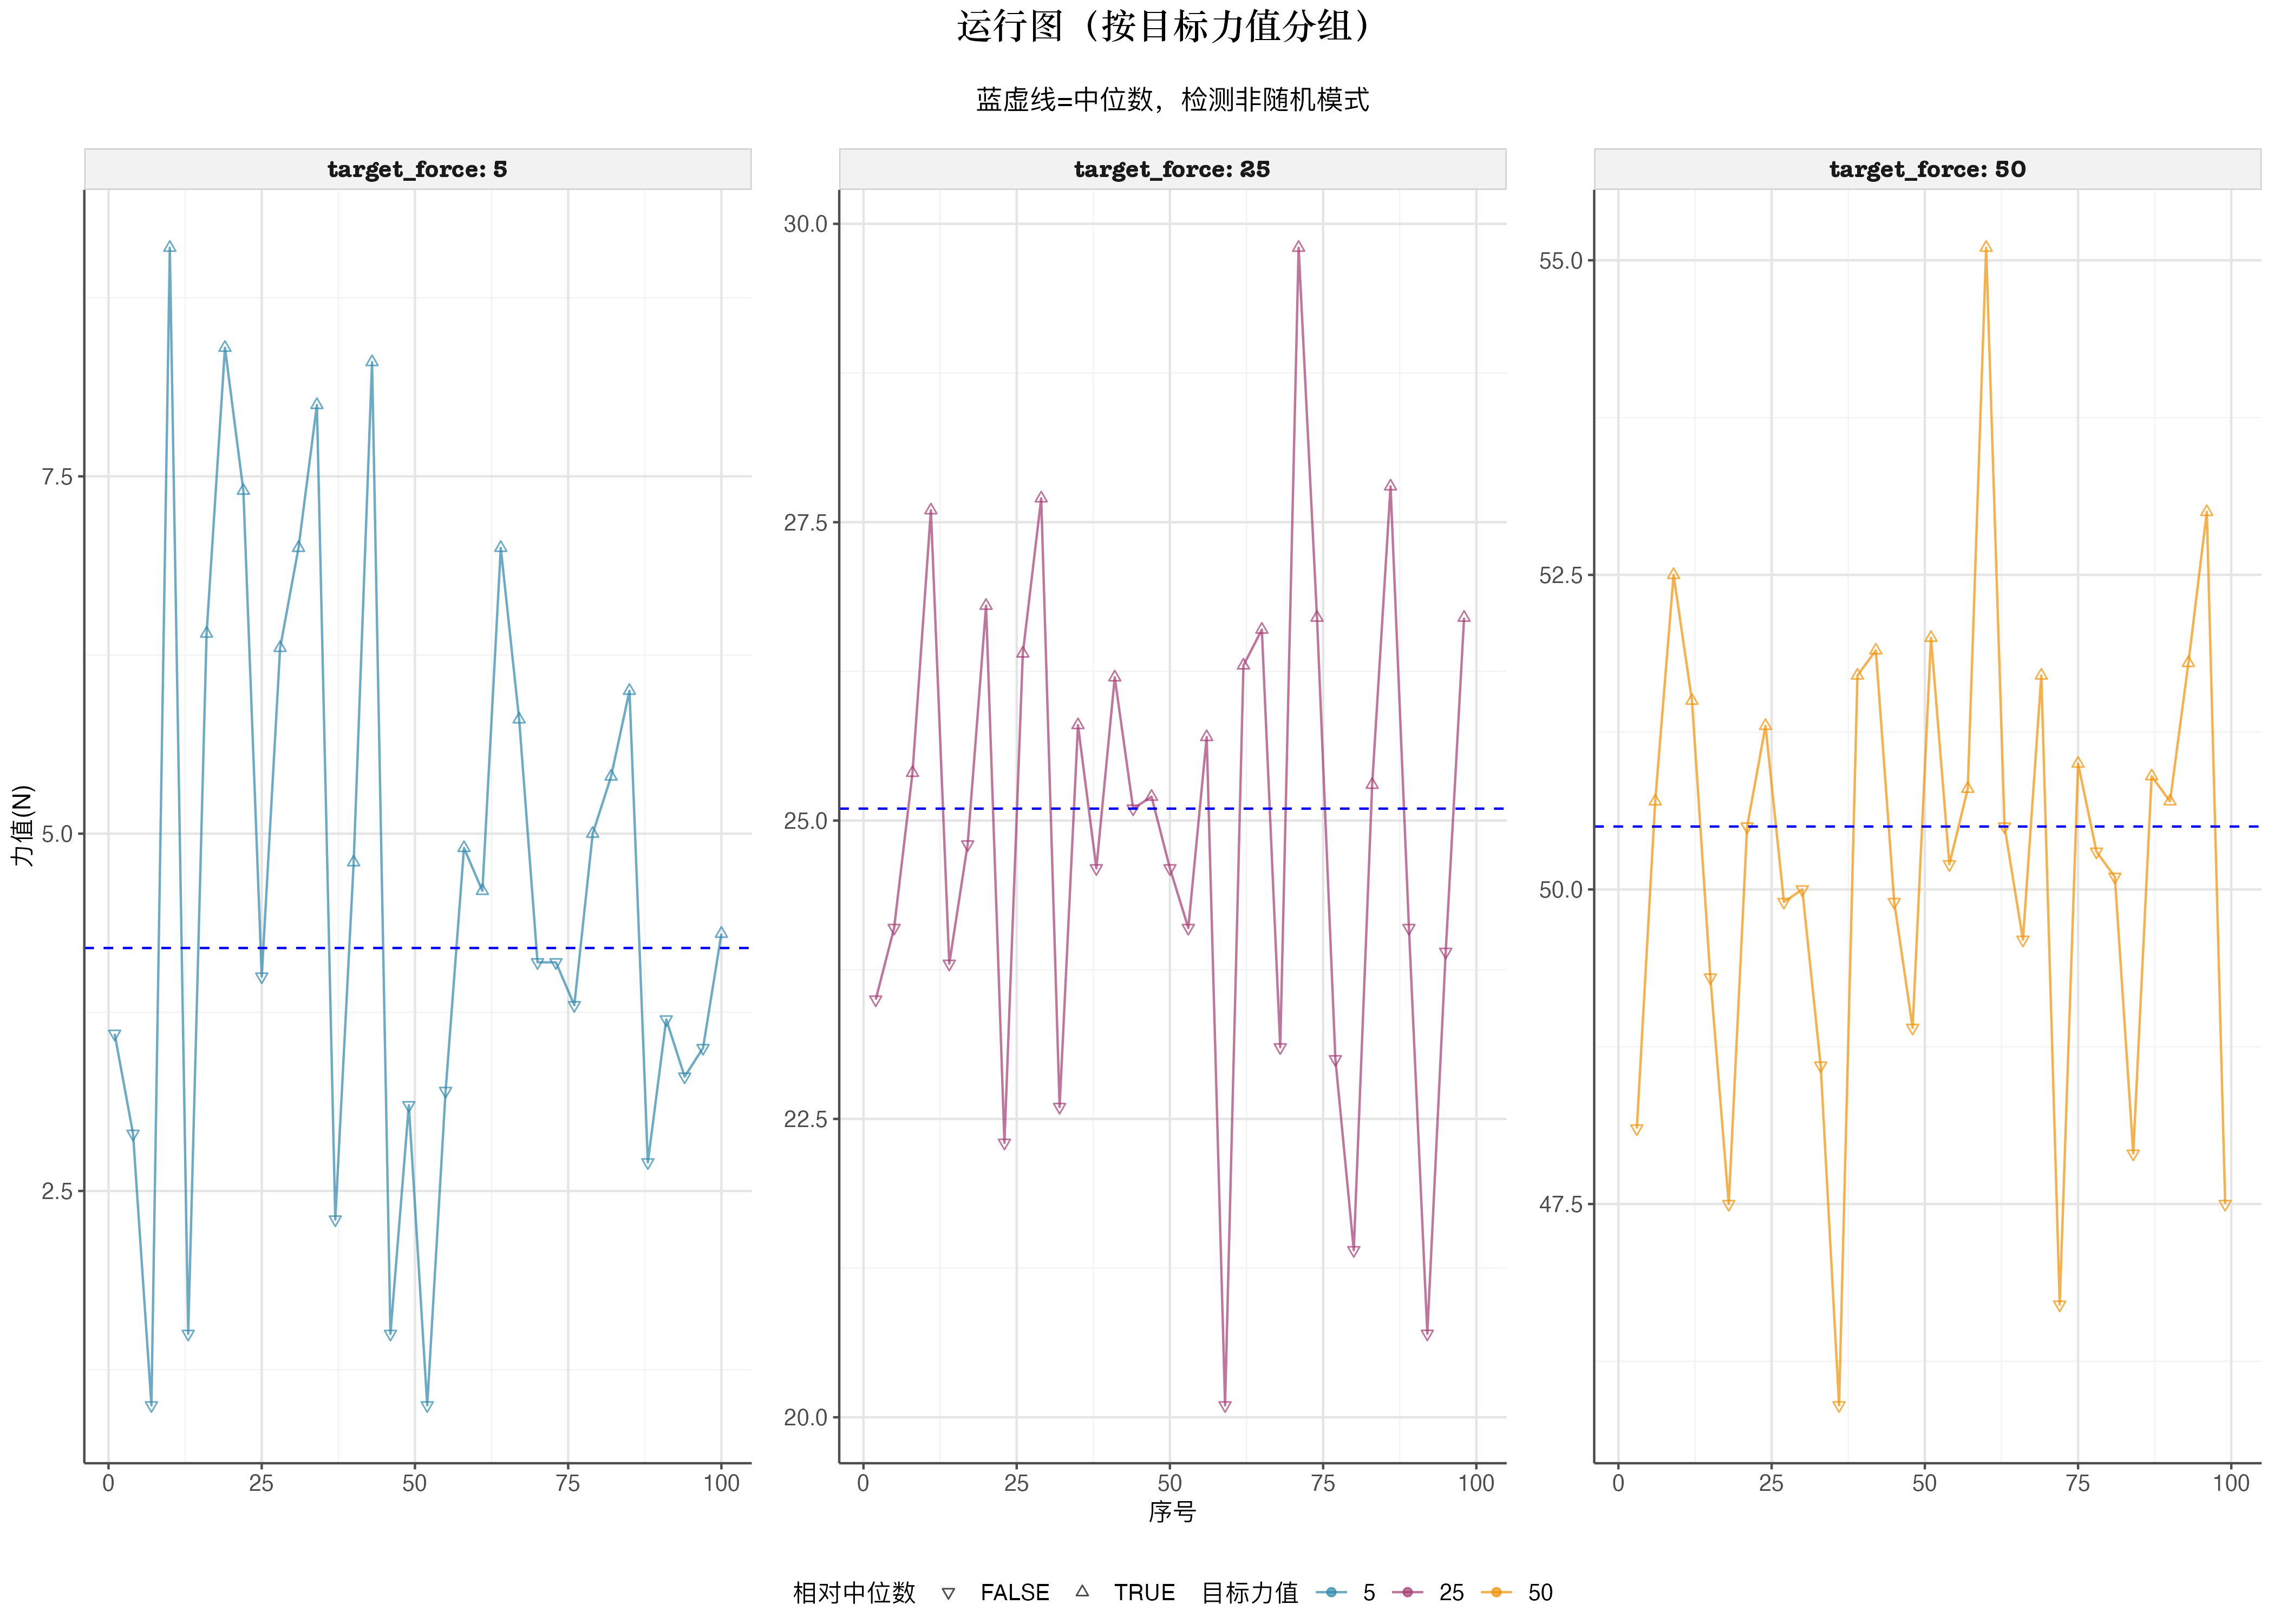 运行图（按目标力值分组）
蓝虚线=中位数，检测非随机模式
target_force: 5
target_force: 25
target_force: 50
力值(N)
7.5
5.0
2.5
30.0
27.5
25.0
22.5
20.0
55.0
52.5
50.0
47.5
0 25 50 75 100
0 25 50 75 100
0 25 50 75 100
序号
相对中位数 FALSE TRUE 目标力值 5 25 50